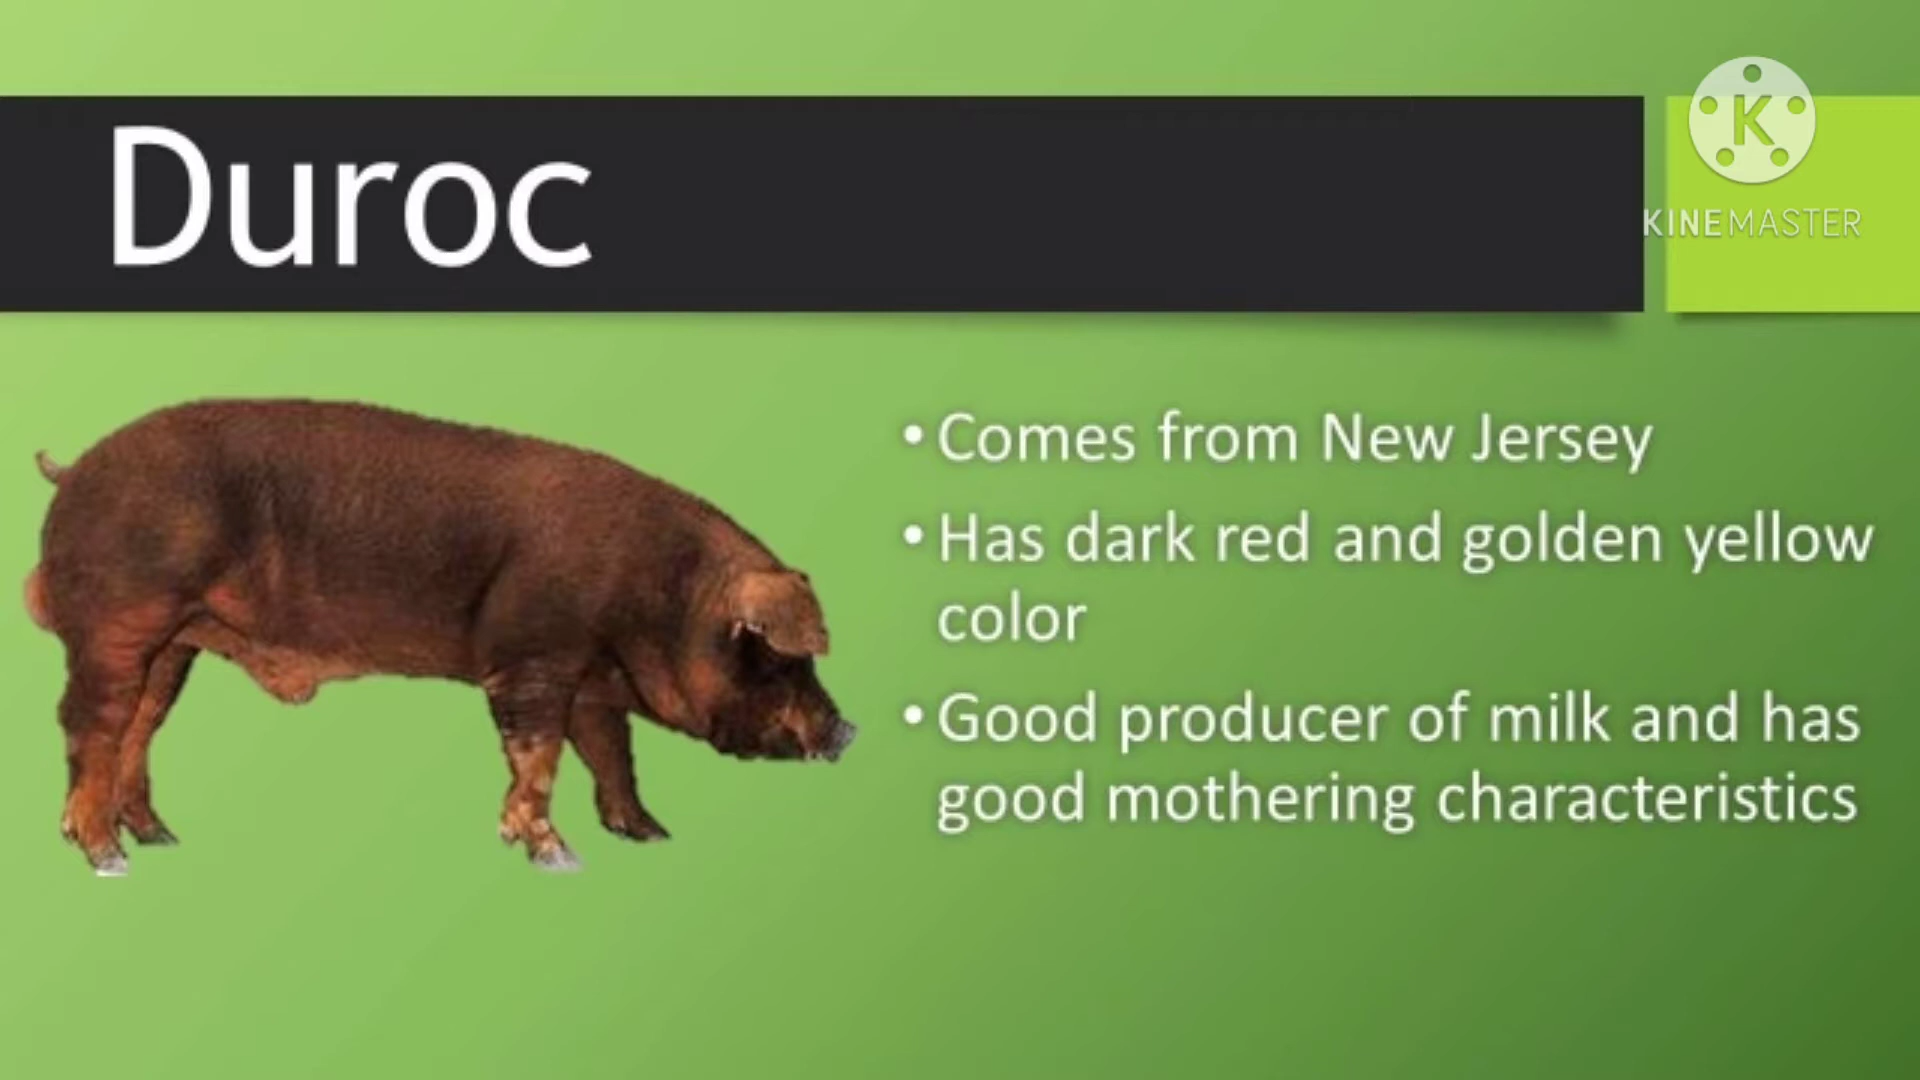 Duroc
K
KINEMASTER
• Comes from New Jersey
• Has dark red and golden yellow
color
• Good producer of milk and has
good mothering characteristics